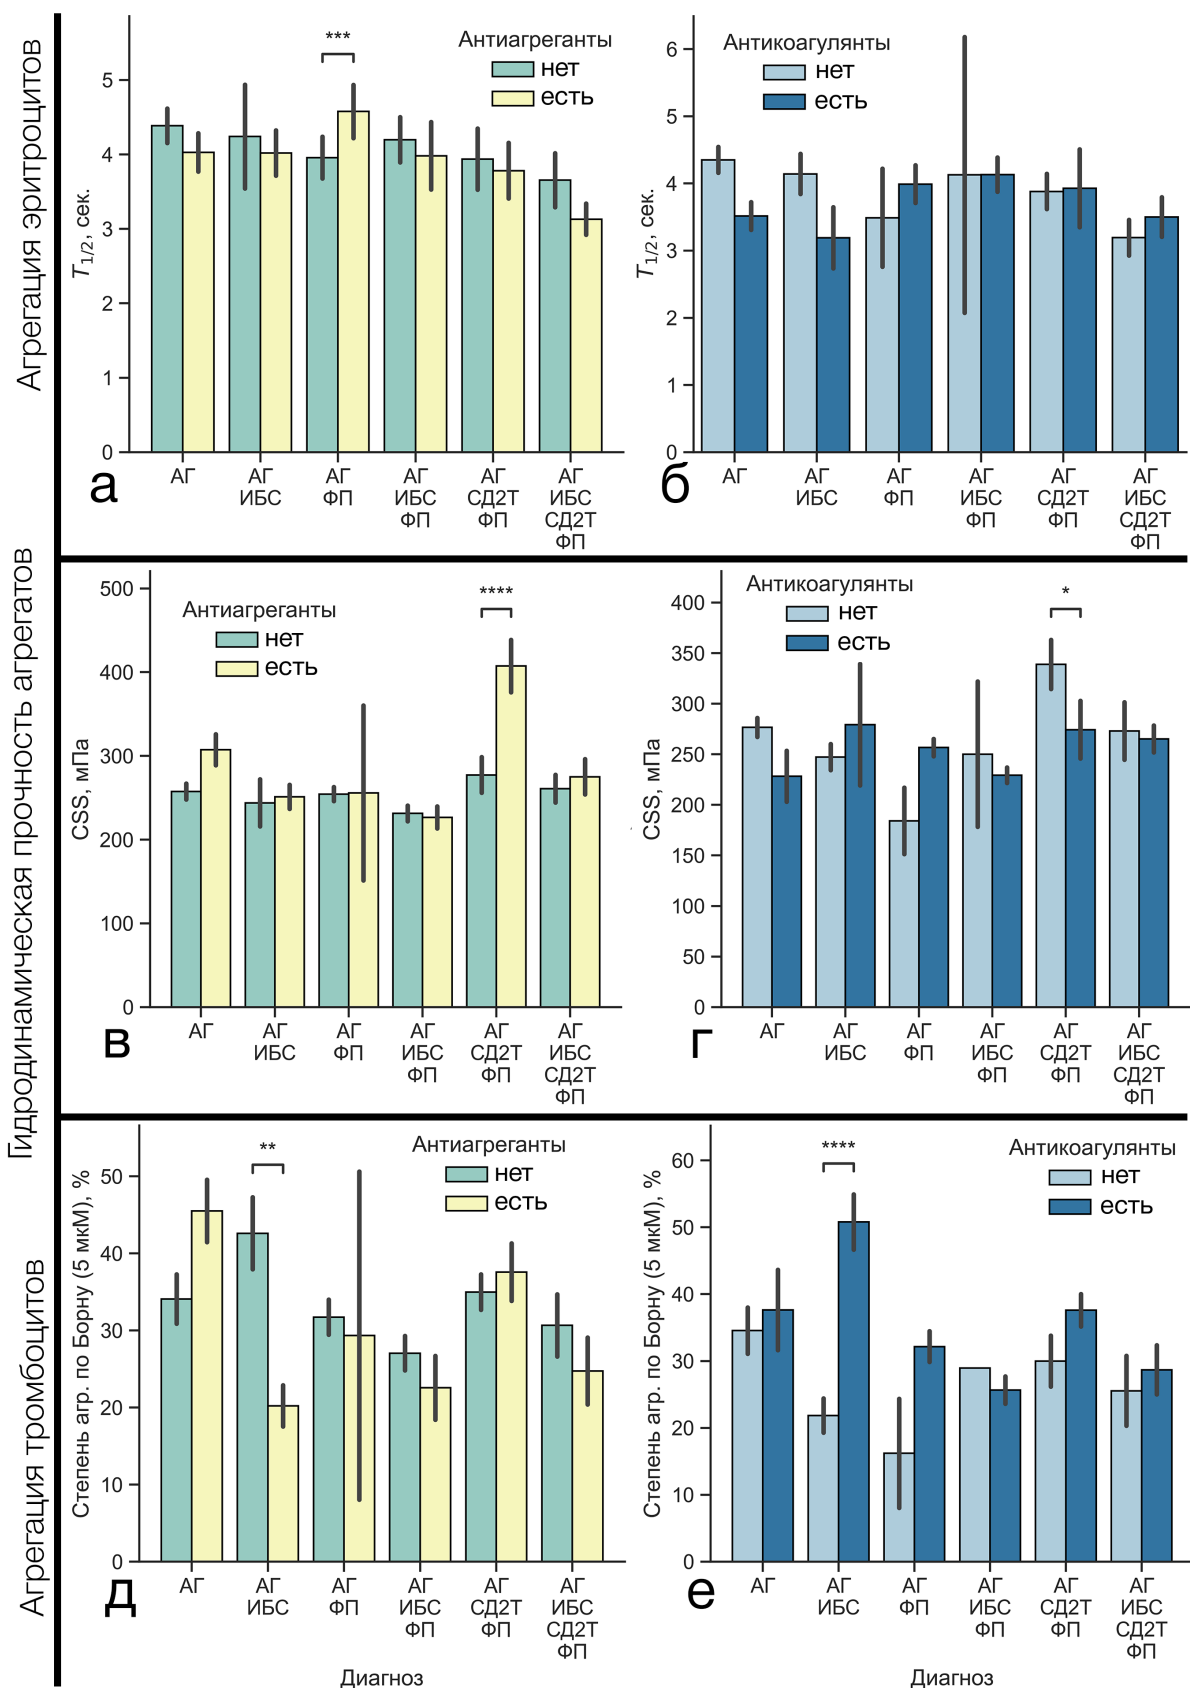 Агрегация эритроцитов
T1/2, сек.
5
4
3
2
1
0
***
Антиагреганты
нет
есть
а
АГ
АГ
ИБС
АГ
ФП
АГ
ИБС
ФП
АГ
СД2Т
ФП
АГ
ИБС
СД2Т
ФП
T1/2, сек.
6
5
4
3
2
1
0
Антикоагулянты
нет
есть
б
АГ
АГ
ИБС
АГ
ФП
АГ
ИБС
ФП
АГ
СД2Т
ФП
АГ
ИБС
СД2Т
ФП
Гидродинамическая прочность агрегатов
CSS, мПа
500
400
300
200
100
0
Антиагреганты
нет
есть
****
в
АГ
АГ
ИБС
АГ
ФП
АГ
ИБС
ФП
АГ
СД2Т
ФП
АГ
ИБС
СД2Т
ФП
CSS, мПа
400
350
300
250
200
150
100
50
0
Антикоагулянты
нет
есть
*
г
АГ
АГ
ИБС
АГ
ФП
АГ
ИБС
ФП
АГ
СД2Т
ФП
АГ
ИБС
СД2Т
ФП
Агрегация тромбоцитов
Степень агр. по Борну (5 мкМ), %
50
40
30
20
10
0
**
Антиагреганты
нет
есть
д
АГ
АГ
ИБС
АГ
ФП
АГ
ИБС
ФП
АГ
СД2Т
ФП
АГ
ИБС
СД2Т
ФП
Диагноз
Степень агр. по Борну (5 мкМ), %
60
50
40
30
20
10
0
****
Антикоагулянты
нет
есть
е
АГ
АГ
ИБС
АГ
ФП
АГ
ИБС
ФП
АГ
СД2Т
ФП
АГ
ИБС
СД2Т
ФП
Диагноз